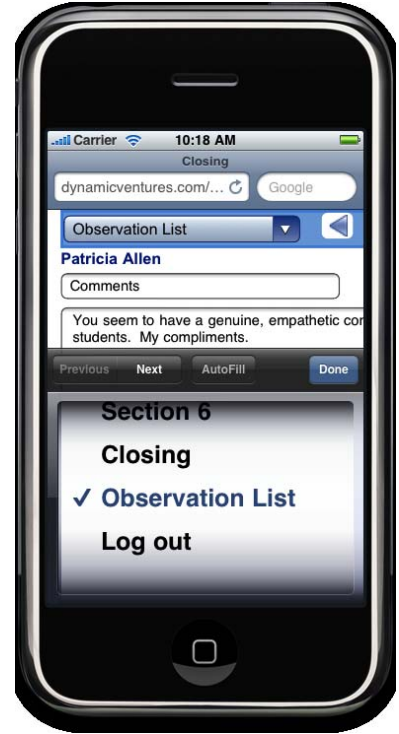 Carrier 10:18 AM
Closing
dynamicventures.com/... Google
Observation List
Patricia Allen
Comments
You seem to have a genuine, empathetic cor
students. My compliments.
Previous Next AutoFill Done
Section 6
Closing
✓ Observation List
Log out